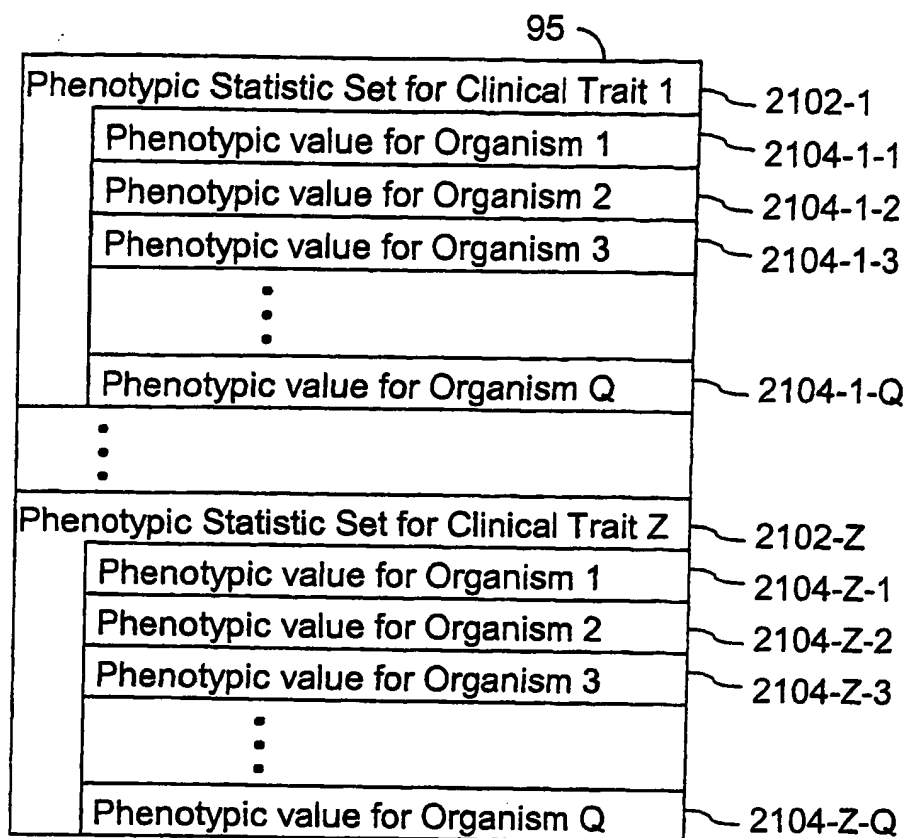 95
Phenotypic Statistic Set for Clinical Trait 1 2102-1
Phenotypic value for Organism 1 2104-1-1
Phenotypic value for Organism 2 2104-1-2
Phenotypic value for Organism 3 2104-1-3
Phenotypic value for Organism Q 2104-1-Q
Phenotypic Statistic Set for Clinical Trait Z 2102-Z
Phenotypic value for Organism 1 2104-Z-1
Phenotypic value for Organism 2 2104-Z-2
Phenotypic value for Organism 3 2104-Z-3
Phenotypic value for Organism Q 2104-Z-Q